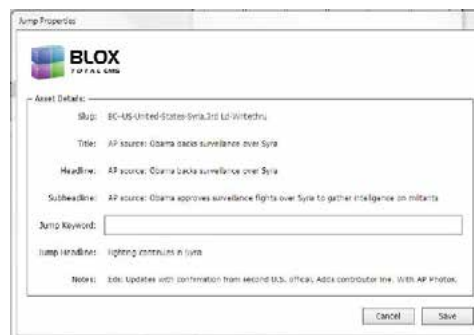 Jump Properties
BLOX
TOTAL CMS
Asset Details:
Slug: BC-US-United-States-Syria,3rd Ld-Writethru
Title: AP source: Obama backs surveillance over Syria
Headline: AP source: Obama backs surveillance over Syria
Subheadline: AP source: Obama approves surveillance flights over Syria to gather intelligence on militants
Jump Keyword:
Jump Headline: Fighting continues in Syria
Notes: Eds: Updates with confirmation from second U.S. official, Adds contributor line. With AP Photos.
Cancel Save